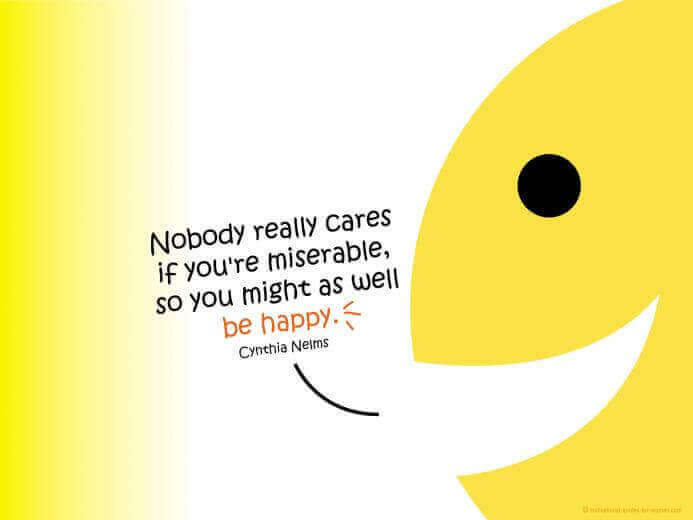 Nobody really cares
if you're miserable,
so you might as well
be happy.
Cynthia Nelms